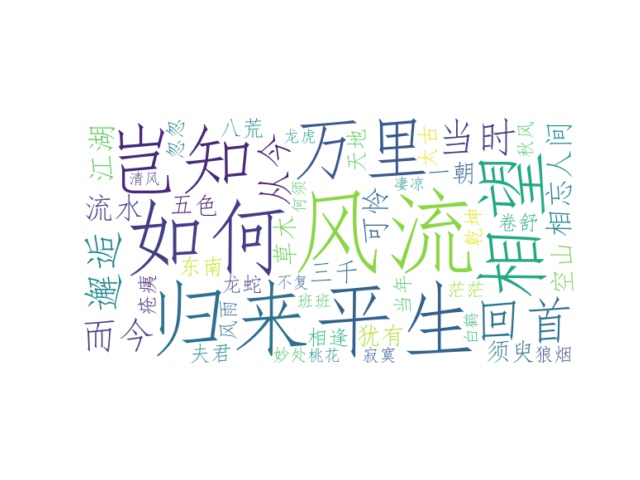 江湖
忽忽
岂知
八荒
龙虎
万里
天地
太古
当时
秋风
人间
清风
从今
何须
凄凉
一朝
相望
相忘
流水
五色
如何
草木
风流
可怜
乾坤
卷舒
空山
邂逅
东南
龙蛇
不复
三千
疮痍
归来
平生
班班
当年
茫茫
白鹤
而今
风雨
相逢
犹有
回首
夫君
妙处
桃花
寂寞
须臾
狼烟